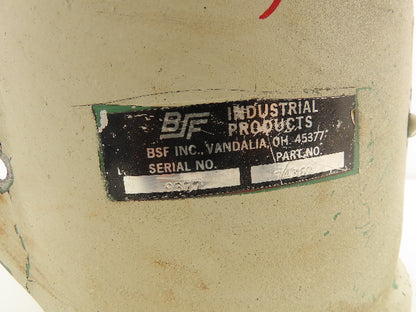 BSF INDUSTRIAL
PRODUCTS
BSF INC., VANDALIA, OH. 45377
SERIAL NO. PART NO.